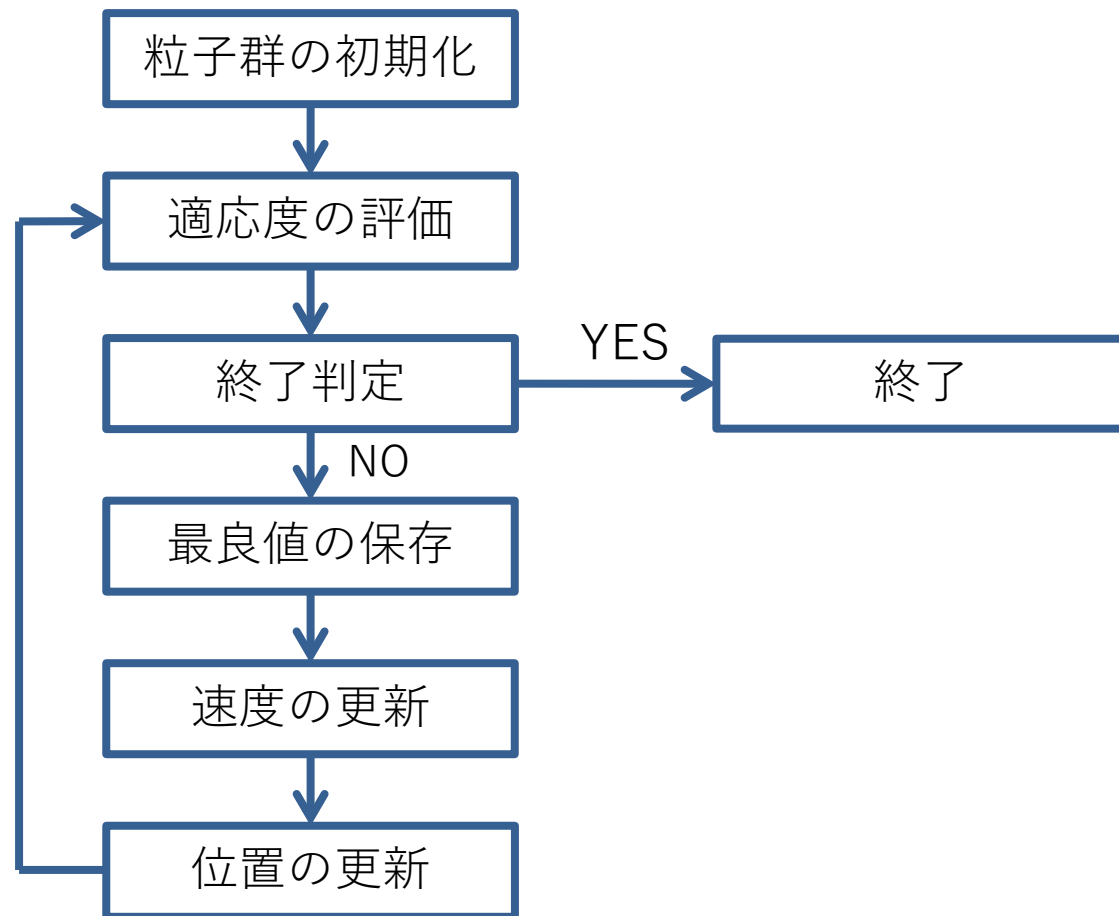 粒子群の初期化
適応度の評価
終了判定
YES
終了
NO
最良値の保存
速度の更新
位置の更新